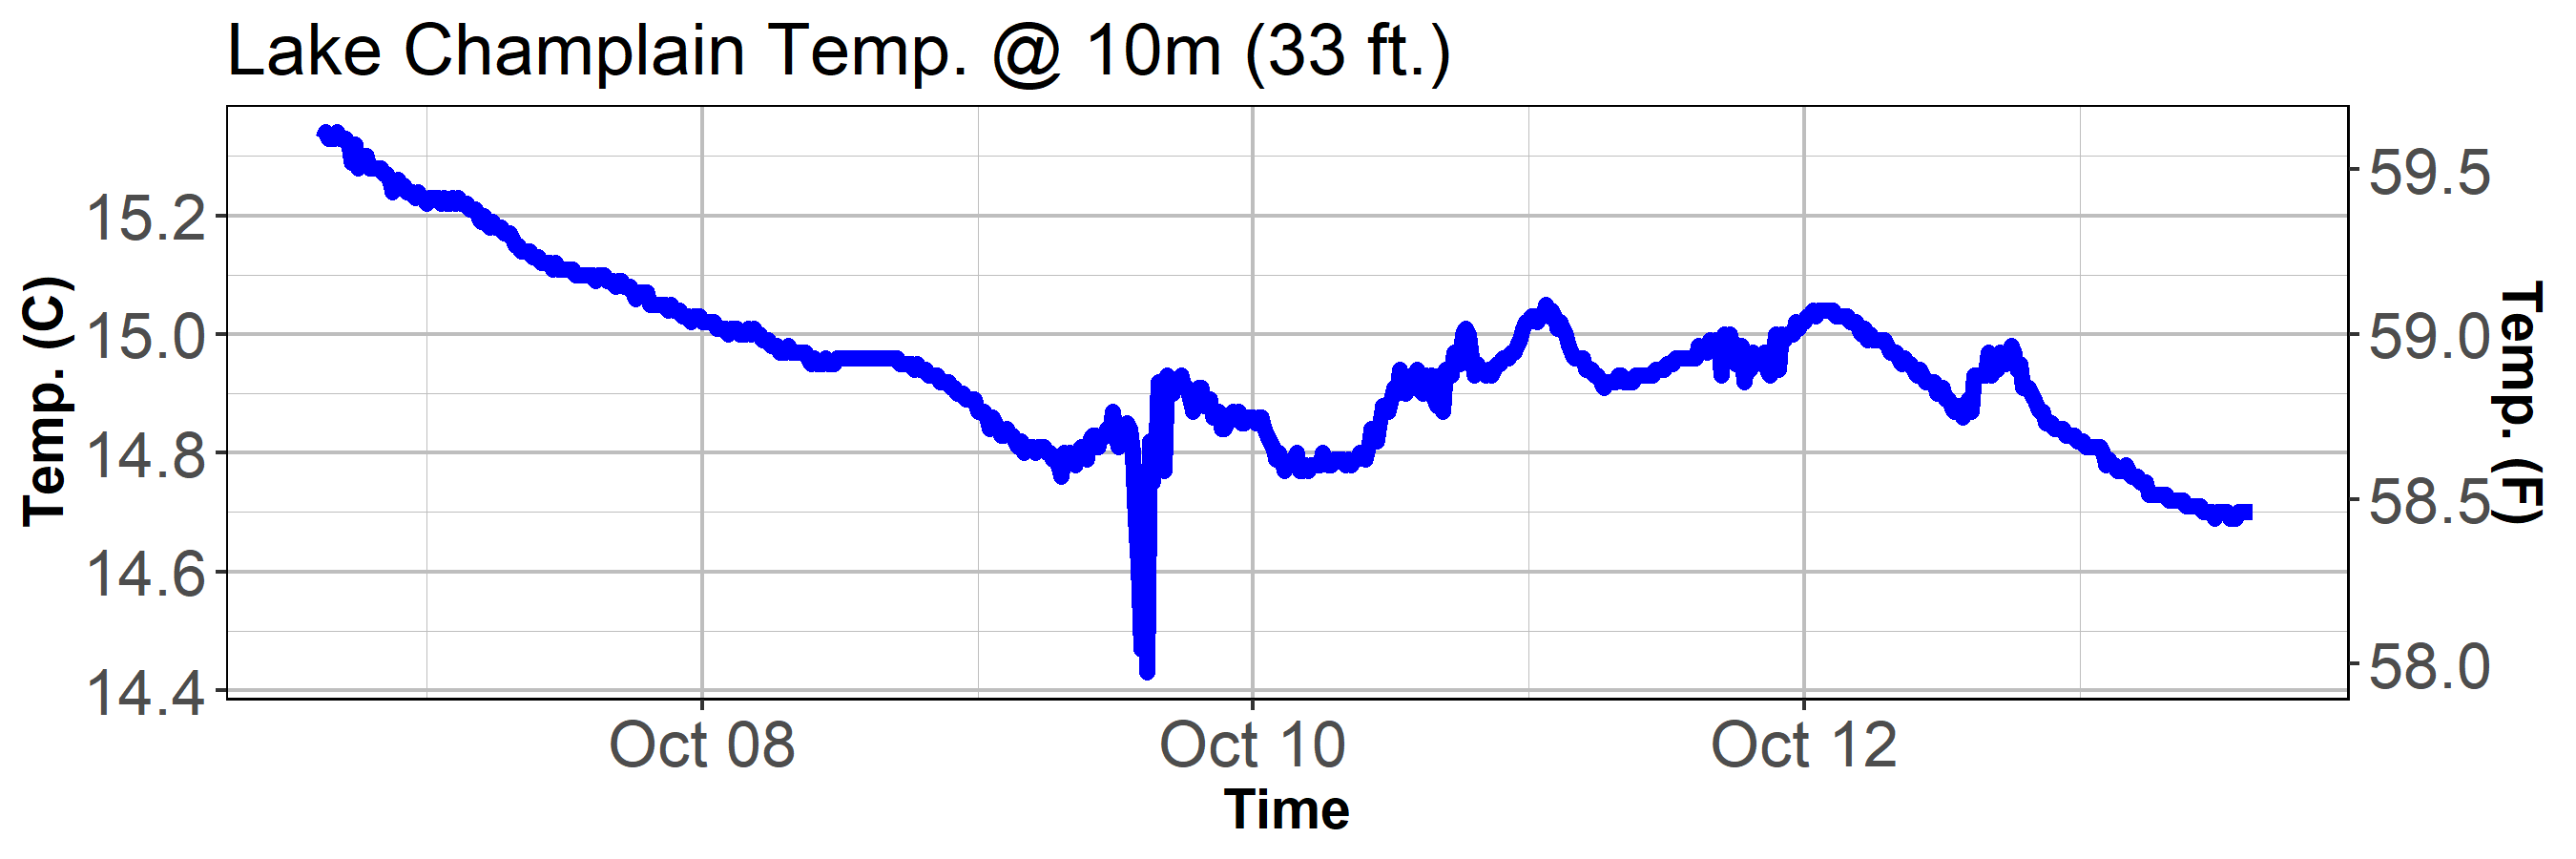 Lake Champlain Temp. @ 10m (33 ft.)
Temp. (C)
15.2
15.0
14.8
14.6
14.4
59.5
59.0
58.5
58.0
Temp. (F)
Oct 08
Oct 10
Oct 12
Time